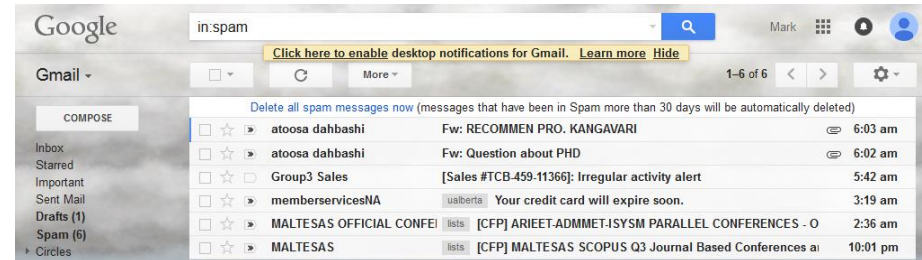 Google in:spam Mark
Click here to enable desktop notifications for Gmail. Learn more Hide
Gmail More 1–6 of 6
Delete all spam messages now (messages that have been in Spam more than 30 days will be automatically deleted)
COMPOSE
Inbox
Starred
Important
Sent Mail
Drafts (1)
Spam (6)
Circles
atoosa dahbashi Fw: RECOMMEN PRO. KANGAVARI 6:03 am
atoosa dahbashi Fw: Question about PHD 6:02 am
Group3 Sales [Sales #TCB-459-11366]: Irregular activity alert 5:42 am
memberservicesNA ualberta Your credit card will expire soon. 3:19 am
MALTESAS OFFICIAL CONFEI lists [CFP] ARIEET-ADMMET-ISYSM PARALLEL CONFERENCES - O 2:36 am
MALTESAS lists [CFP] MALTESAS SCOPUS Q3 Journal Based Conferences a 10:01 pm